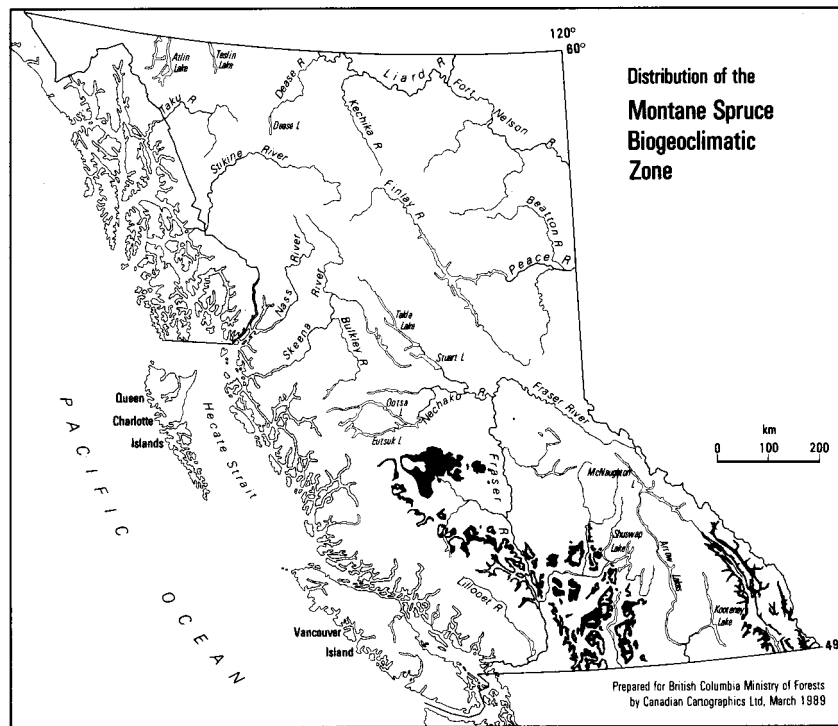 120°
60°
Distribution of the
Montane Spruce
Biogeoclimatic
Zone
Atlin
Lake
Teslin
Lake
Dease R
Liard R
Fort
Nelson R
Taku R
Dease L
Kechika R
Stikine River
Finlay R
Beatton R
Peace R
Nass River
River
Skeena
Bulkley R
Takla
Lake
Stuart L
Queen
Charlotte
Islands
Hecate Strait
Ootsa
L
Nechako R
Eutsuk L
Fraser River
km
0 100 200
PACIFIC
OCEAN
Fraser
R
McNaughton
L
Shuswap
Lake
Arrow
Lakes
Kootenay
Lake
Lillooet R
Vancouver
Island
49
Prepared for British Columbia Ministry of Forests
by Canadian Cartographics Ltd, March 1989